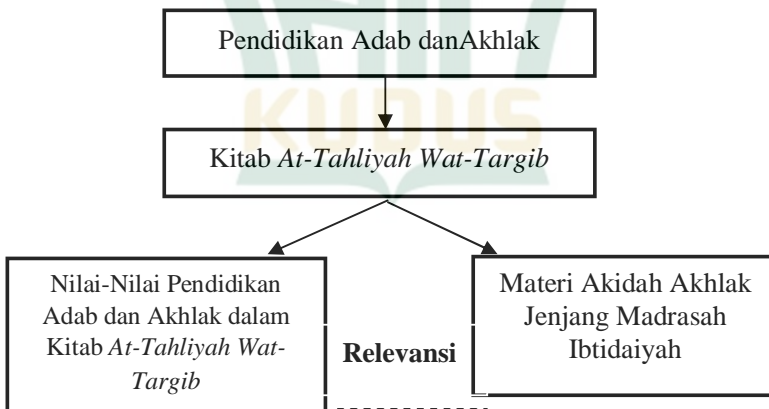 Pendidikan Adab danAkhlak
KUDUS
Kitab At-Tahliyah Wat-Targib
Nilai-Nilai Pendidikan
Adab dan Akhlak dalam
Kitab At-Tahliyah Wat-
Targib
Relevansi
Materi Akidah Akhlak
Jenjang Madrasah
Ibtidaiyah